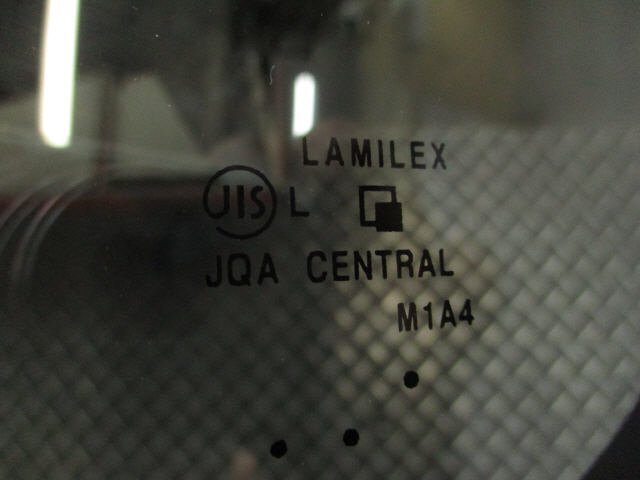 LAMILEX
JIS L
JQA CENTRAL
M1A4